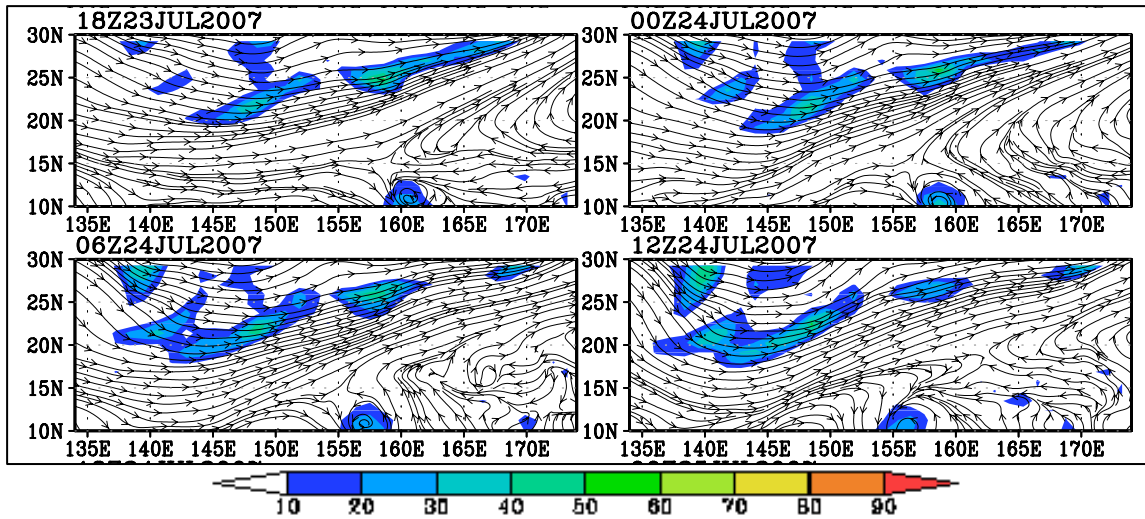 18Z23JUL2007 00Z24JUL2007
30N 30N
25N 25N
20N 20N
15N 15N
10N 10N
135E 140E 145E 150E 155E 160E 165E 170E 135E 140E 145E 150E 155E 160E 165E 170E
06Z24JUL2007 12Z24JUL2007
30N 30N
25N 25N
20N 20N
15N 15N
10N 10N
135E 140E 145E 150E 155E 160E 165E 170E 135E 140E 145E 150E 155E 160E 165E 170E
10 20 30 40 50 60 70 80 90